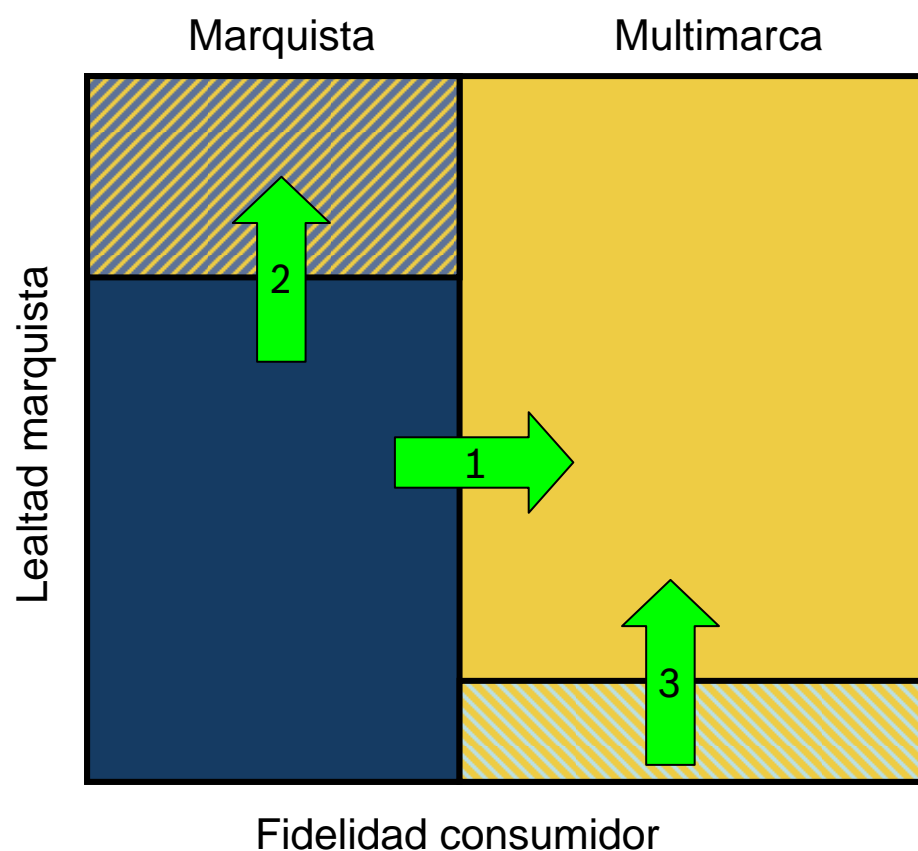 Marquista
Multimarca
Lealtad marquista
2
1
3
Fidelidad consumidor